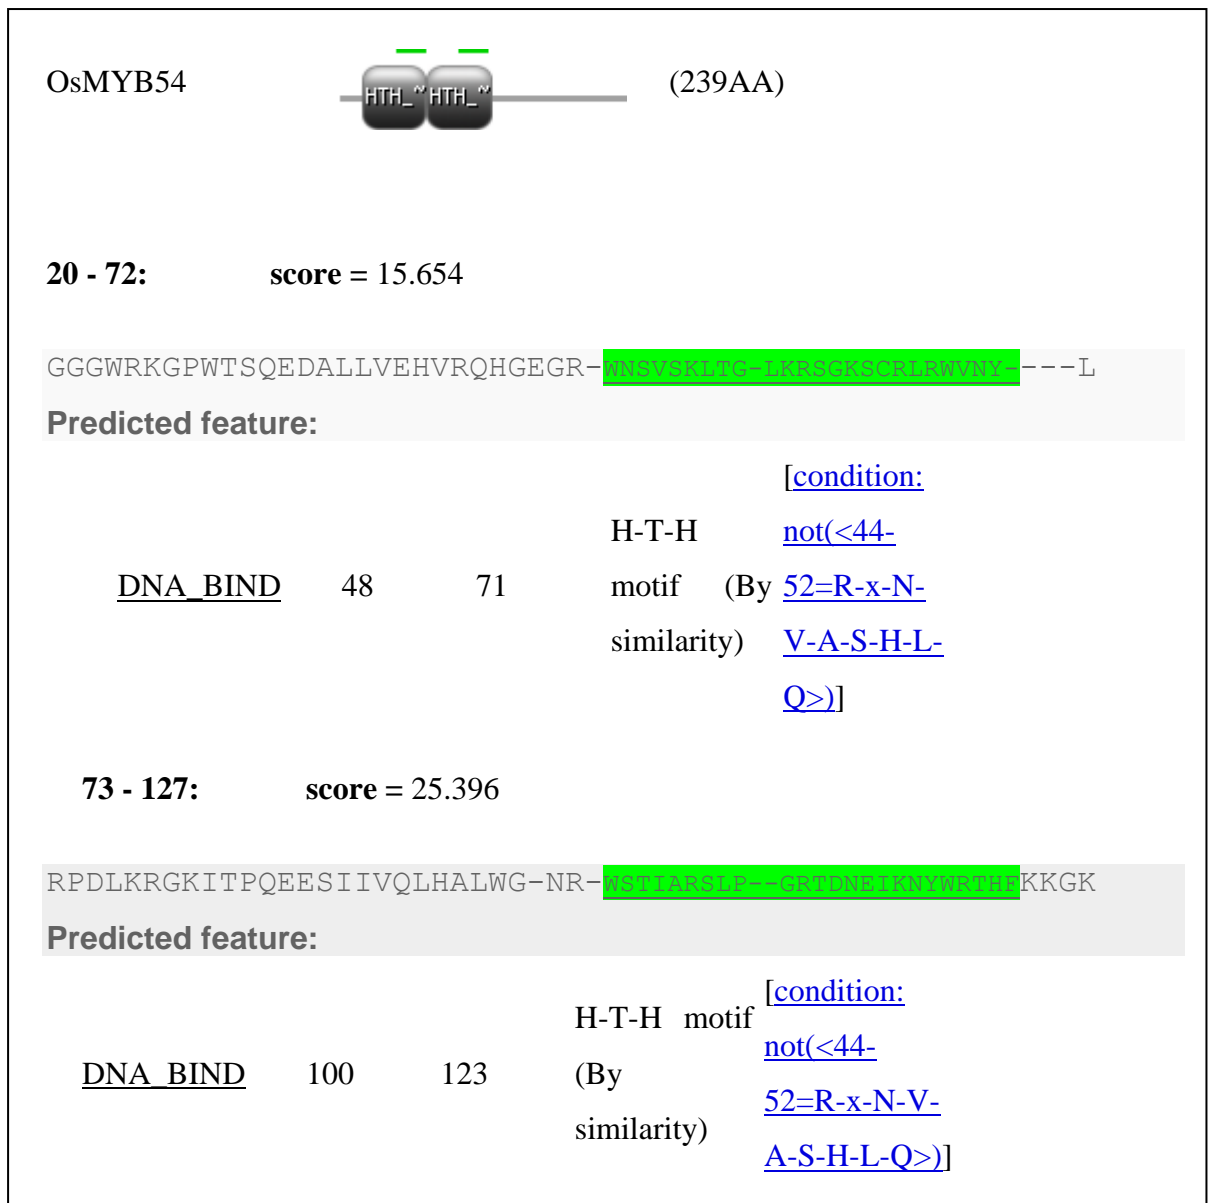 OsMYB54 HTH_~ HTH_~ (239AA)
20 - 72: score = 15.654
GGGWRKGPWTSQEDALLVEHVRQHGEGR-WNSVSKLTG-LKRSGKSCRLRWVNY----L
Predicted feature:
[condition:
H-T-H not(<44-
DNA_BIND 48 71 motif (By 52=R-x-N-
similarity) V-A-S-H-L-
Q>)]
73 - 127: score = 25.396
RPDLKRGKITPQEESIIVQLHALWG-NR-WSTIARSLP--GRTDNEIKNYWRTHFKKGK
Predicted feature:
[condition:
H-T-H motif
not(<44-
DNA_BIND 100 123 (By
52=R-x-N-V-
similarity)
A-S-H-L-Q>)]